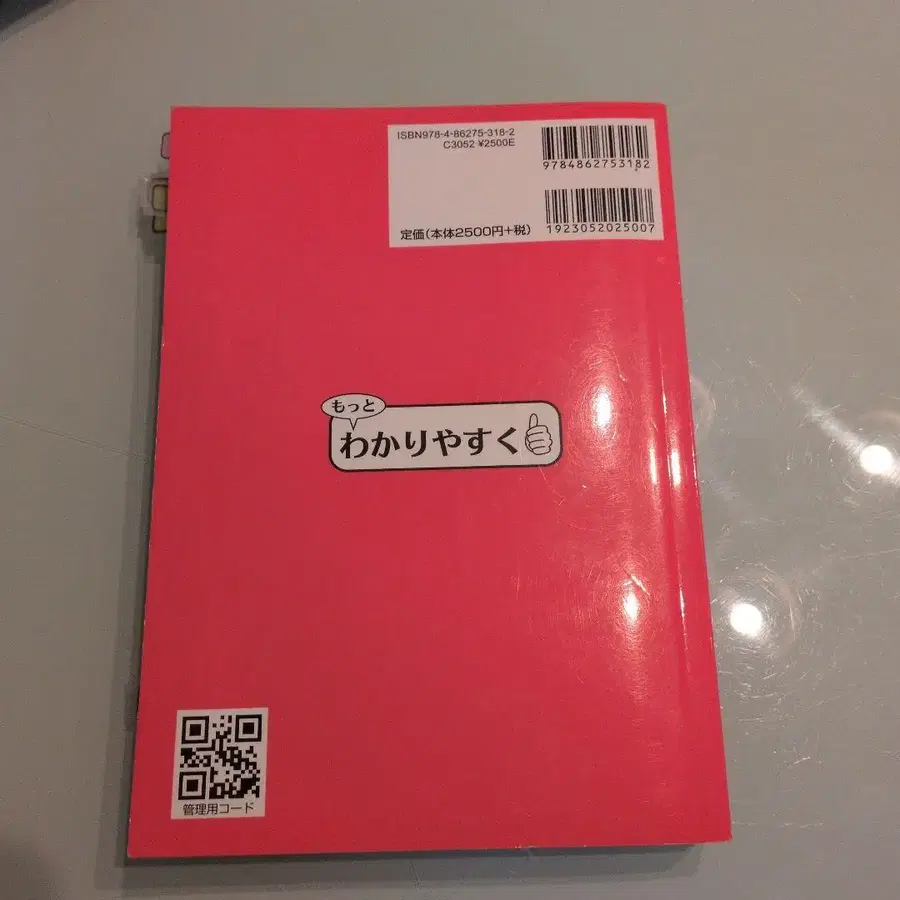 ISBN978-4-86275-318-2
C3052 ¥2500E
9784862753182
定価(本体2500円+税)
1923052025007
もっと
わかりやすく
管理用コード